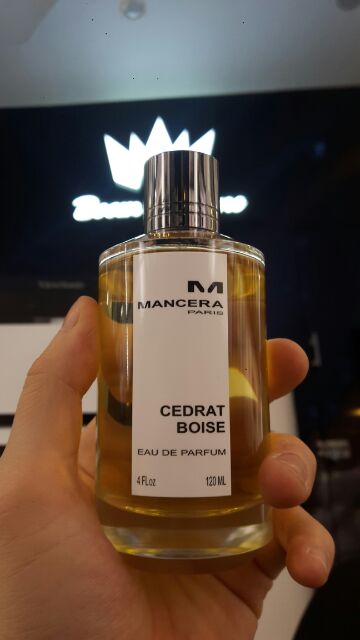 M
MANCERA
PARIS
CEDRAT
BOISE
EAU DE PARFUM
4 FLoz 120 ML